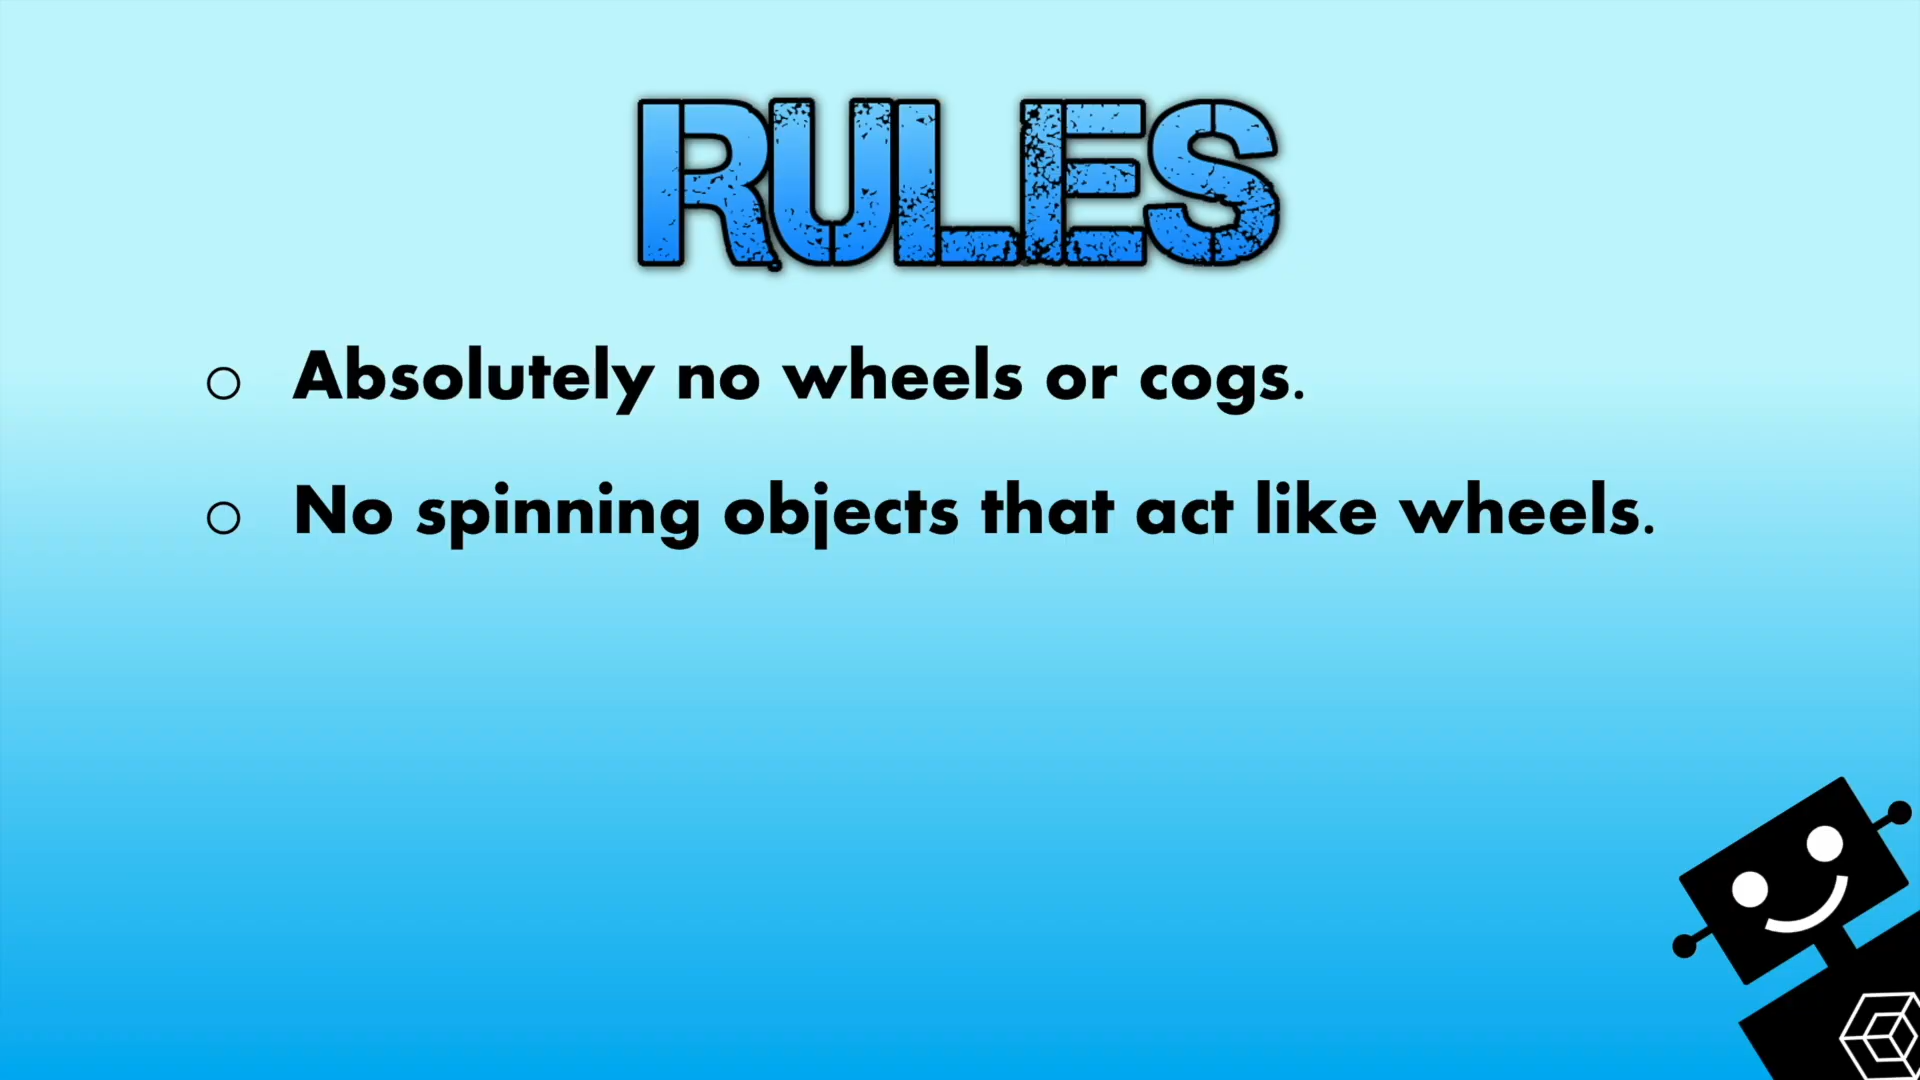 RULES
Absolutely no wheels or cogs.
No spinning objects that act like wheels.